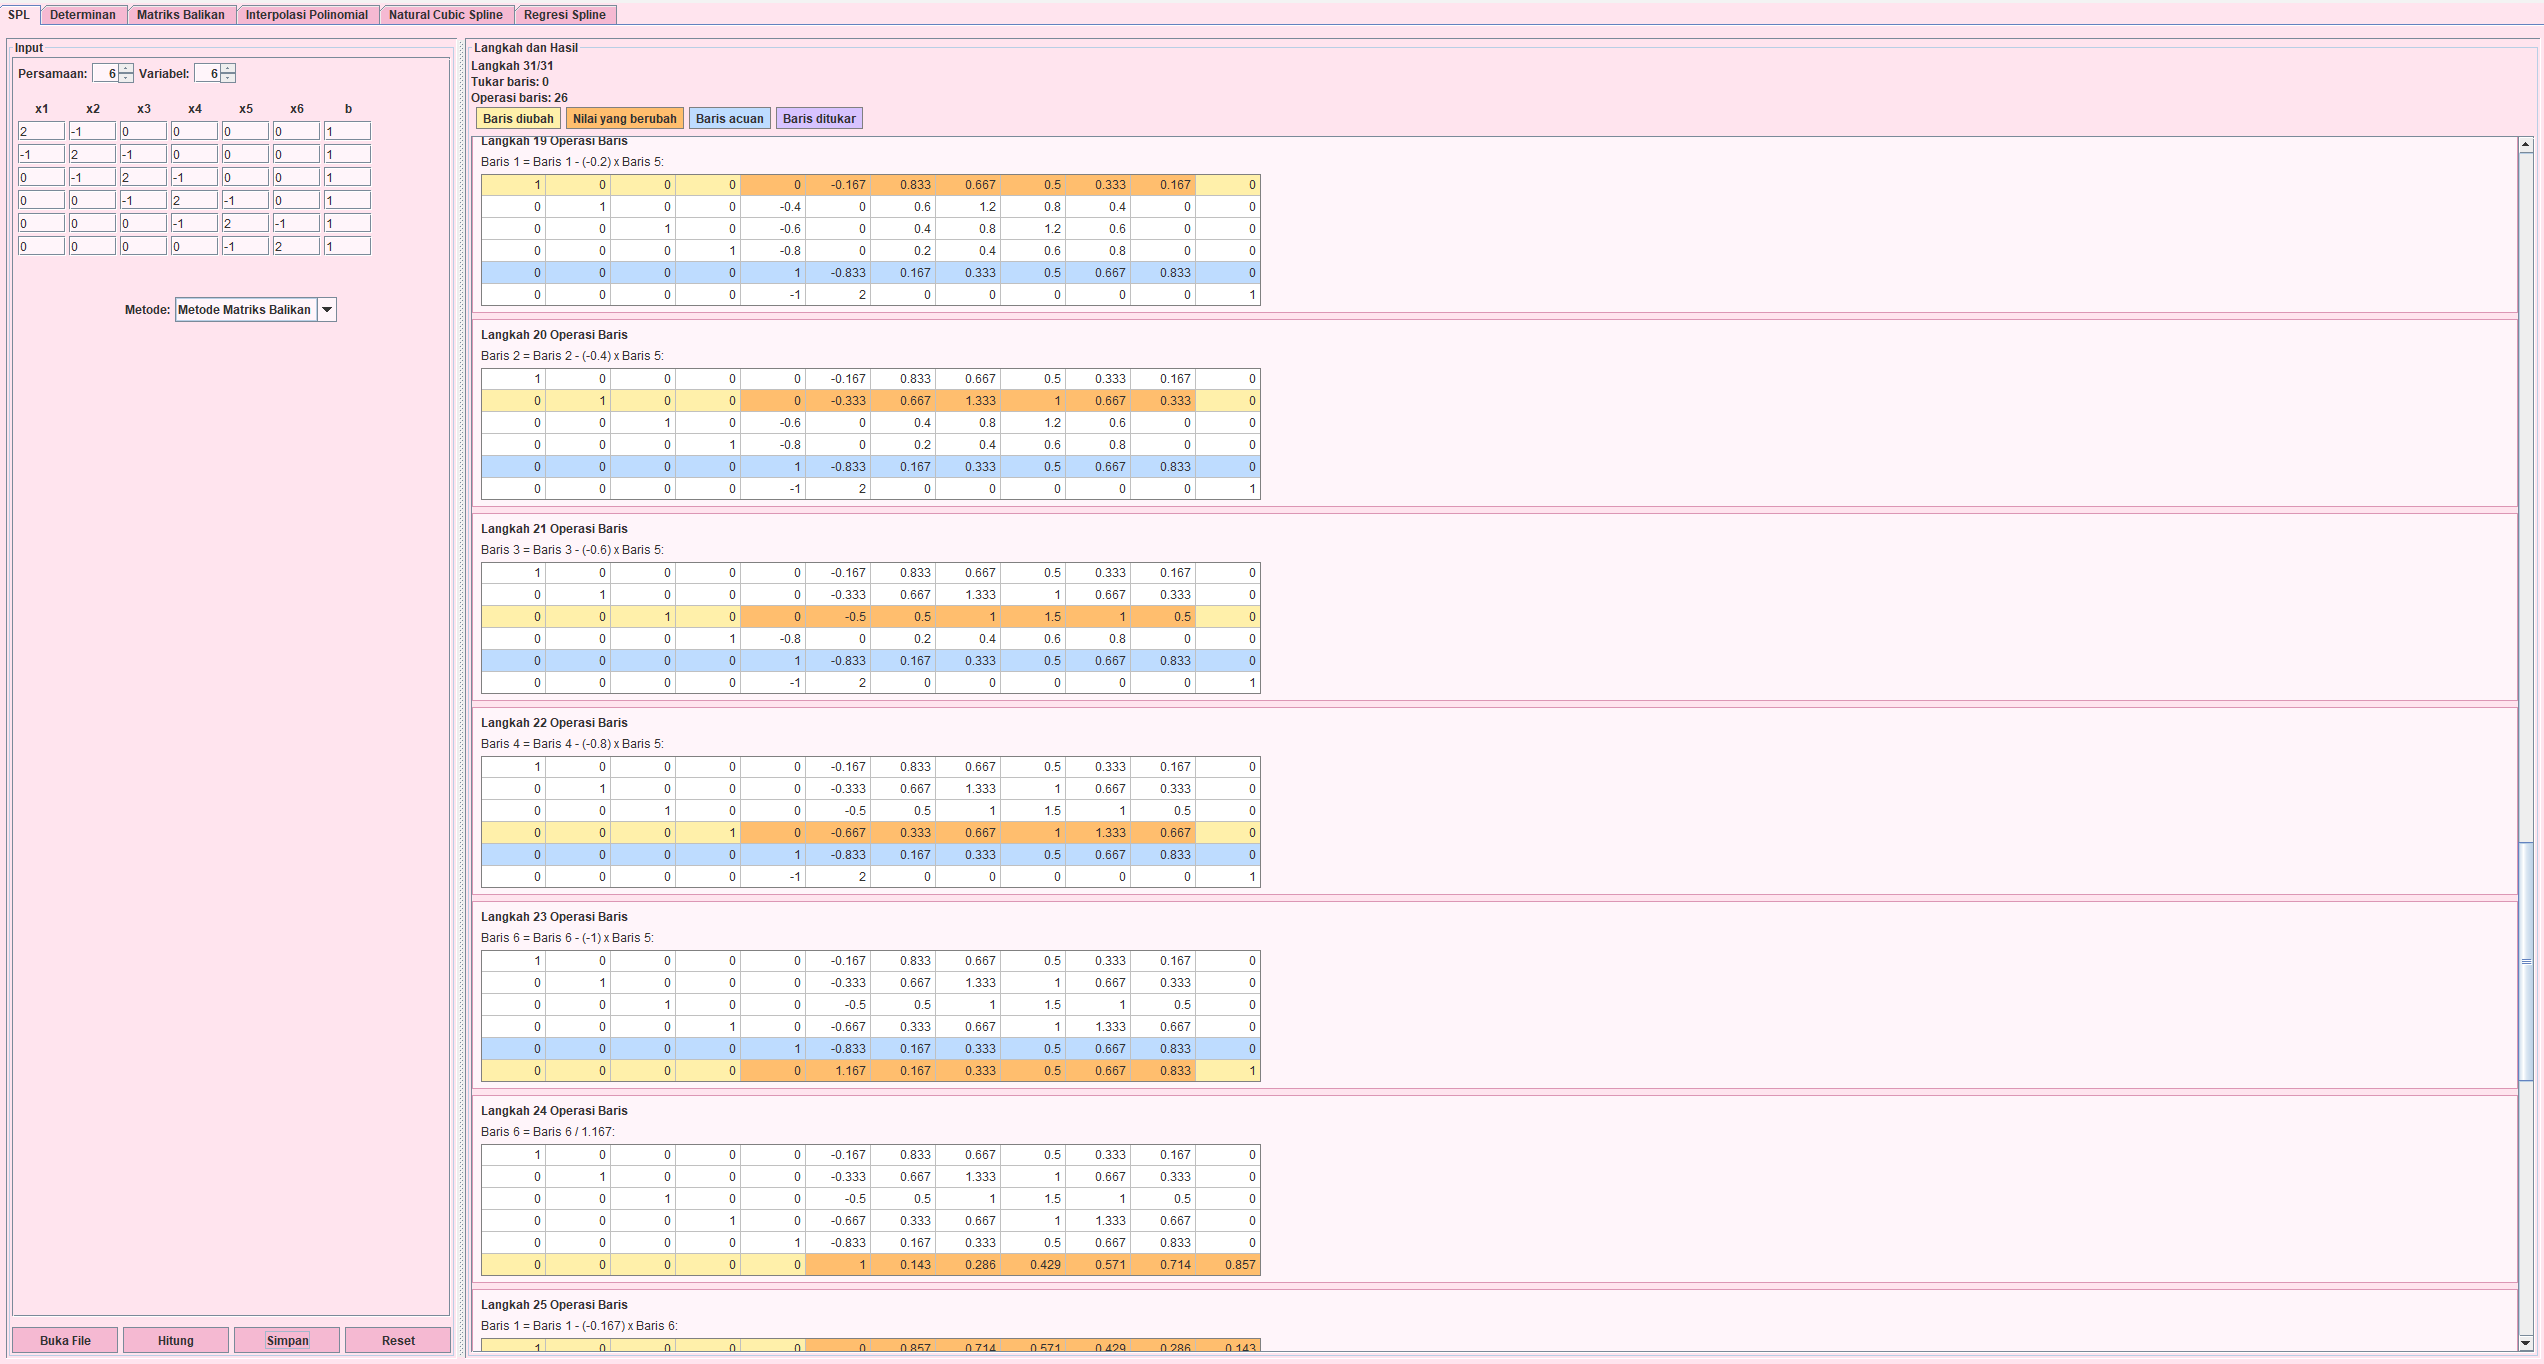 SPL Determinan Matriks Balikan Interpolasi Polinomial Natural Cubic Spline Regresi Spline
Input
Persamaan: 6 Variabel: 6
x1 x2 x3 x4 x5 x6 b
2 -1 0 0 0 0 1
-1 2 -1 0 0 0 1
0 -1 2 -1 0 0 1
0 0 -1 2 -1 0 1
0 0 0 -1 2 -1 1
0 0 0 0 -1 2 1
Metode: Metode Matriks Balikan
Buka File Hitung Simpan Reset
Langkah dan Hasil
Langkah 31/31
Tukar baris: 0
Operasi baris: 26
Baris diubah Nilai yang berubah Baris acuan Baris ditukar
Langkah 19 Operasi Baris
Baris 1 = Baris 1 - (-0.2) x Baris 5:
1 0 0 0 0 -0.167 0.833 0.667 0.5 0.333 0.167 0
0 1 0 0 -0.4 0 0.6 1.2 0.8 0.4 0 0
0 0 1 0 -0.6 0 0.4 0.8 1.2 0.6 0 0
0 0 0 1 -0.8 0 0.2 0.4 0.6 0.8 0 0
0 0 0 0 1 -0.833 0.167 0.333 0.5 0.667 0.833 0
0 0 0 0 -1 2 0 0 0 0 0 1
Langkah 20 Operasi Baris
Baris 2 = Baris 2 - (-0.4) x Baris 5:
1 0 0 0 0 -0.167 0.833 0.667 0.5 0.333 0.167 0
0 1 0 0 0 -0.333 0.667 1.333 1 0.667 0.333 0
0 0 1 0 -0.6 0 0.4 0.8 1.2 0.6 0 0
0 0 0 1 -0.8 0 0.2 0.4 0.6 0.8 0 0
0 0 0 0 1 -0.833 0.167 0.333 0.5 0.667 0.833 0
0 0 0 0 -1 2 0 0 0 0 0 1
Langkah 21 Operasi Baris
Baris 3 = Baris 3 - (-0.6) x Baris 5:
1 0 0 0 0 -0.167 0.833 0.667 0.5 0.333 0.167 0
0 1 0 0 0 -0.333 0.667 1.333 1 0.667 0.333 0
0 0 1 0 0 -0.5 0.5 1 1.5 1 0.5 0
0 0 0 1 -0.8 0 0.2 0.4 0.6 0.8 0 0
0 0 0 0 1 -0.833 0.167 0.333 0.5 0.667 0.833 0
0 0 0 0 -1 2 0 0 0 0 0 1
Langkah 22 Operasi Baris
Baris 4 = Baris 4 - (-0.8) x Baris 5:
1 0 0 0 0 -0.167 0.833 0.667 0.5 0.333 0.167 0
0 1 0 0 0 -0.333 0.667 1.333 1 0.667 0.333 0
0 0 1 0 0 -0.5 0.5 1 1.5 1 0.5 0
0 0 0 1 0 -0.667 0.333 0.667 1 1.333 0.667 0
0 0 0 0 1 -0.833 0.167 0.333 0.5 0.667 0.833 0
0 0 0 0 -1 2 0 0 0 0 0 1
Langkah 23 Operasi Baris
Baris 6 = Baris 6 - (-1) x Baris 5:
1 0 0 0 0 -0.167 0.833 0.667 0.5 0.333 0.167 0
0 1 0 0 0 -0.333 0.667 1.333 1 0.667 0.333 0
0 0 1 0 0 -0.5 0.5 1 1.5 1 0.5 0
0 0 0 1 0 -0.667 0.333 0.667 1 1.333 0.667 0
0 0 0 0 1 -0.833 0.167 0.333 0.5 0.667 0.833 0
0 0 0 0 0 1.167 0.167 0.333 0.5 0.667 0.833 1
Langkah 24 Operasi Baris
Baris 6 = Baris 6 / 1.167:
1 0 0 0 0 -0.167 0.833 0.667 0.5 0.333 0.167 0
0 1 0 0 0 -0.333 0.667 1.333 1 0.667 0.333 0
0 0 1 0 0 -0.5 0.5 1 1.5 1 0.5 0
0 0 0 1 0 -0.667 0.333 0.667 1 1.333 0.667 0
0 0 0 0 1 -0.833 0.167 0.333 0.5 0.667 0.833 0
0 0 0 0 0 1 0.143 0.286 0.429 0.571 0.714 0.857
Langkah 25 Operasi Baris
Baris 1 = Baris 1 - (-0.167) x Baris 6:
1 0 0 0 0 0 0.857 0.714 0.571 0.429 0.286 0.143